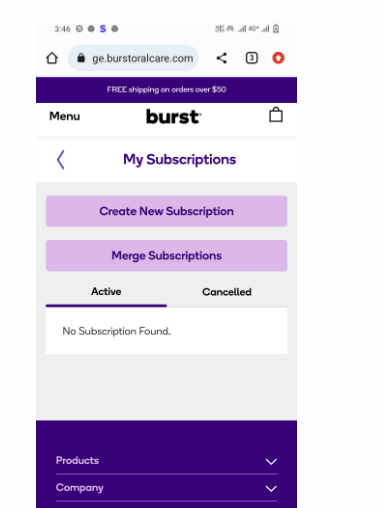 3:46
4G+
ge.burstoralcare.com
3
FREE shipping on orders over $50
Menu
burst
My Subscriptions
Create New Subscription
Merge Subscriptions
Active Cancelled
No Subscription Found.
Products
Company